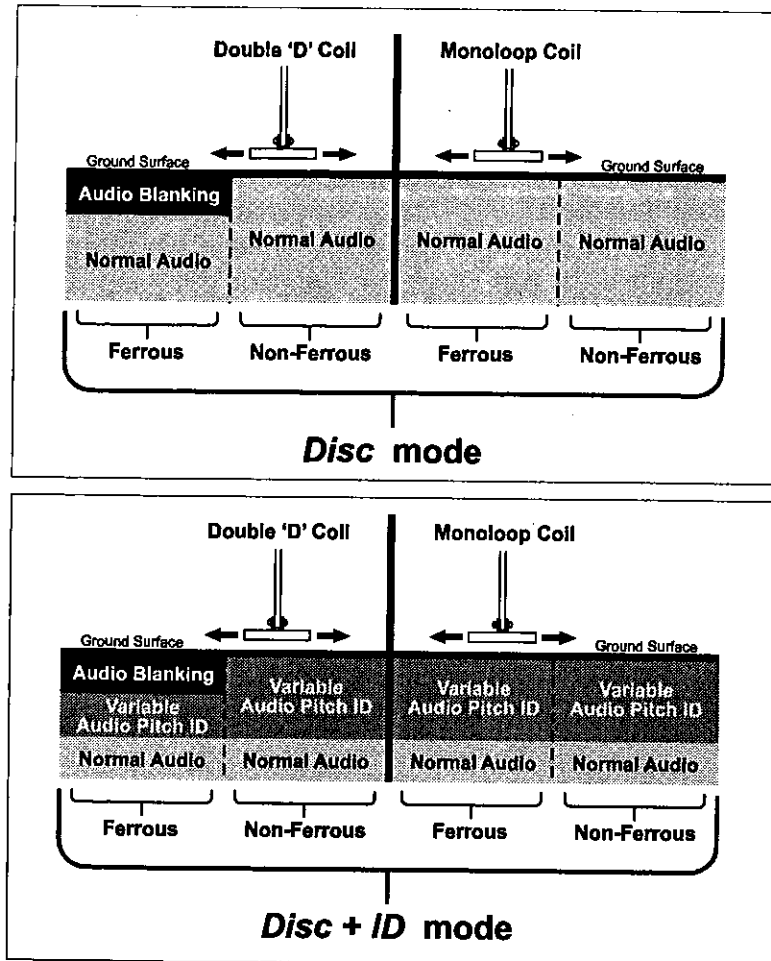 Double 'D' Coil Monoloop Coil
Ground Surface Ground Surface
Audio Blanking
Normal Audio Normal Audio Normal Audio Normal Audio
Ferrous Non-Ferrous Ferrous Non-Ferrous
Disc mode
Double 'D' Coil Monoloop Coil
Ground Surface Ground Surface
Audio Blanking
Variable Audio Pitch ID
Variable Audio Pitch ID
Variable Audio Pitch ID
Variable Audio Pitch ID
Normal Audio Normal Audio Normal Audio Normal Audio
Ferrous Non-Ferrous Ferrous Non-Ferrous
Disc + ID mode